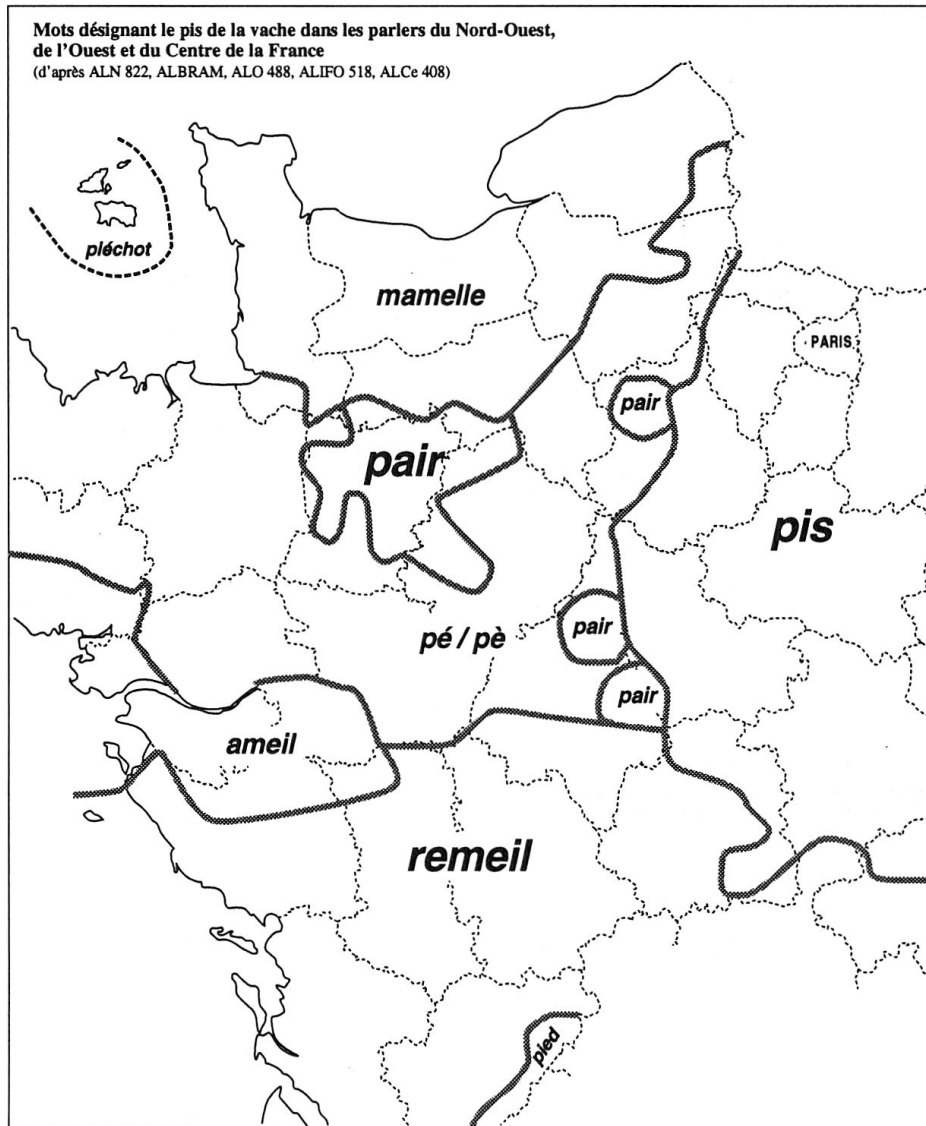 Mots désignant le pis de la vache dans les parlers du Nord-Ouest,
de l'Ouest et du Centre de la France
(d'après ALN 822, ALBRAM, ALO 488, ALIFO 518, ALCe 408)
pléchot
mamelle
PARIS
pair
pair
pis
pair
pé / pè
pair
ameil
remeil
pied